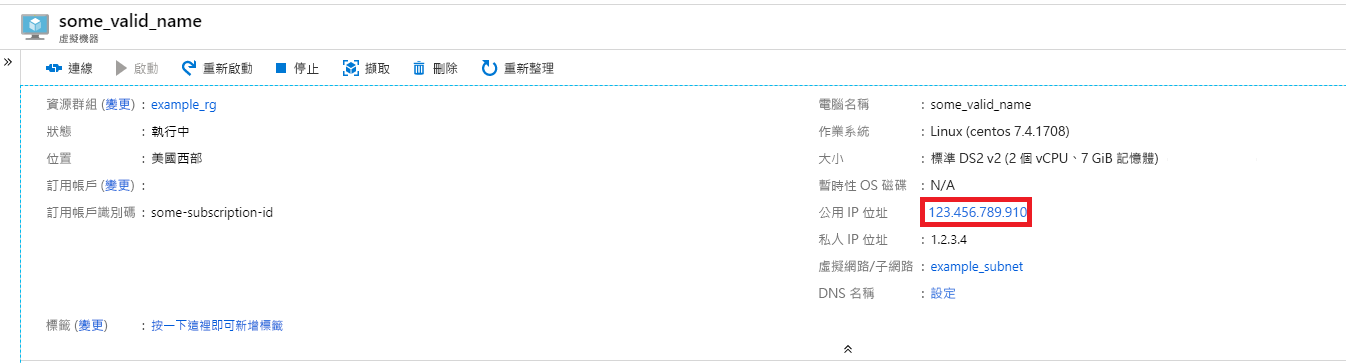 some_valid_name
虛擬機器
»
連線 啟動 重新啟動 停止 擷取 刪除 重新整理
資源群組 (變更) : example_rg
狀態 : 執行中
位置 : 美國西部
訂用帳戶 (變更) :
訂用帳戶識別碼 : some-subscription-id
標籤 (變更) : 按一下這裡即可新增標籤
電腦名稱 : some_valid_name
作業系統 : Linux (centos 7.4.1708)
大小 : 標準 DS2 v2 (2 個 vCPU、7 GiB 記憶體)
暫時性 OS 磁碟 : N/A
公用 IP 位址 : 123.456.789.910
私人 IP 位址 : 1.2.3.4
虛擬網路/子網路 : example_subnet
DNS 名稱 : 設定